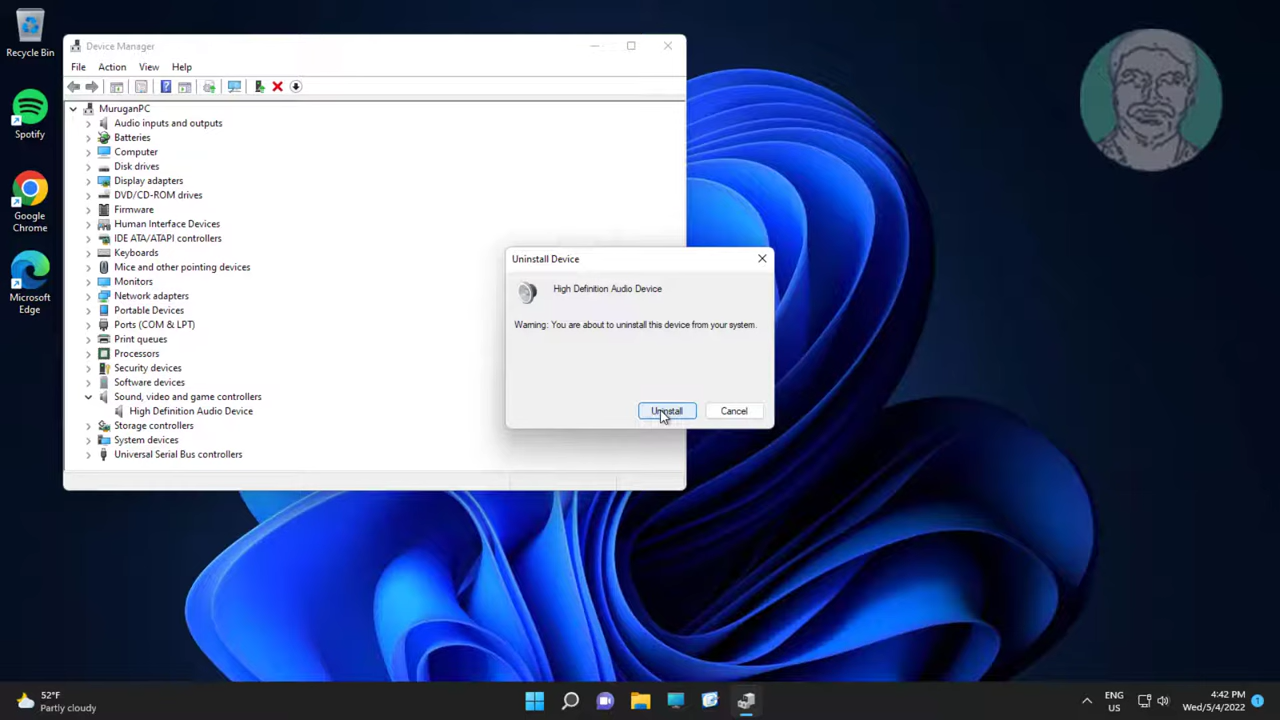 Recycle Bin
Spotify
Google
Chrome
Microsoft
Edge
Device Manager
File Action View Help
MuruganPC
Audio inputs and outputs
Batteries
Computer
Disk drives
Display adapters
DVD/CD-ROM drives
Firmware
Human Interface Devices
IDE ATA/ATAPI controllers
Keyboards
Mice and other pointing devices
Monitors
Network adapters
Portable Devices
Ports (COM & LPT)
Print queues
Processors
Security devices
Software devices
Sound, video and game controllers
High Definition Audio Device
Storage controllers
System devices
Universal Serial Bus controllers
Uninstall Device
High Definition Audio Device
Warning: You are about to uninstall this device from your system.
Uninstall Cancel
52°F
Partly cloudy
ENG
US
4:42 PM
Wed/5/4/2022
1